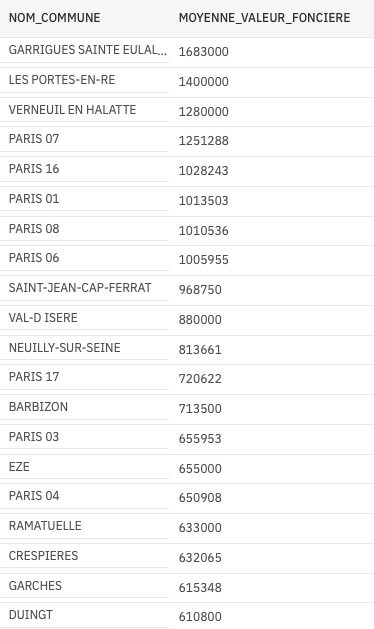 NOM_COMMUNE MOYENNE_VALEUR_FONCIERE
GARRIGUES SAINTE EULAL... 1683000
LES PORTES-EN-RE 1400000
VERNEUIL EN HALATTE 1280000
PARIS 07 1251288
PARIS 16 1028243
PARIS 01 1013503
PARIS 08 1010536
PARIS 06 1005955
SAINT-JEAN-CAP-FERRAT 968750
VAL-D ISERE 880000
NEUILLY-SUR-SEINE 813661
PARIS 17 720622
BARBIZON 713500
PARIS 03 655953
EZE 655000
PARIS 04 650908
RAMATUELLE 633000
CRESPIERES 632065
GARCHES 615348
DUINGT 610800